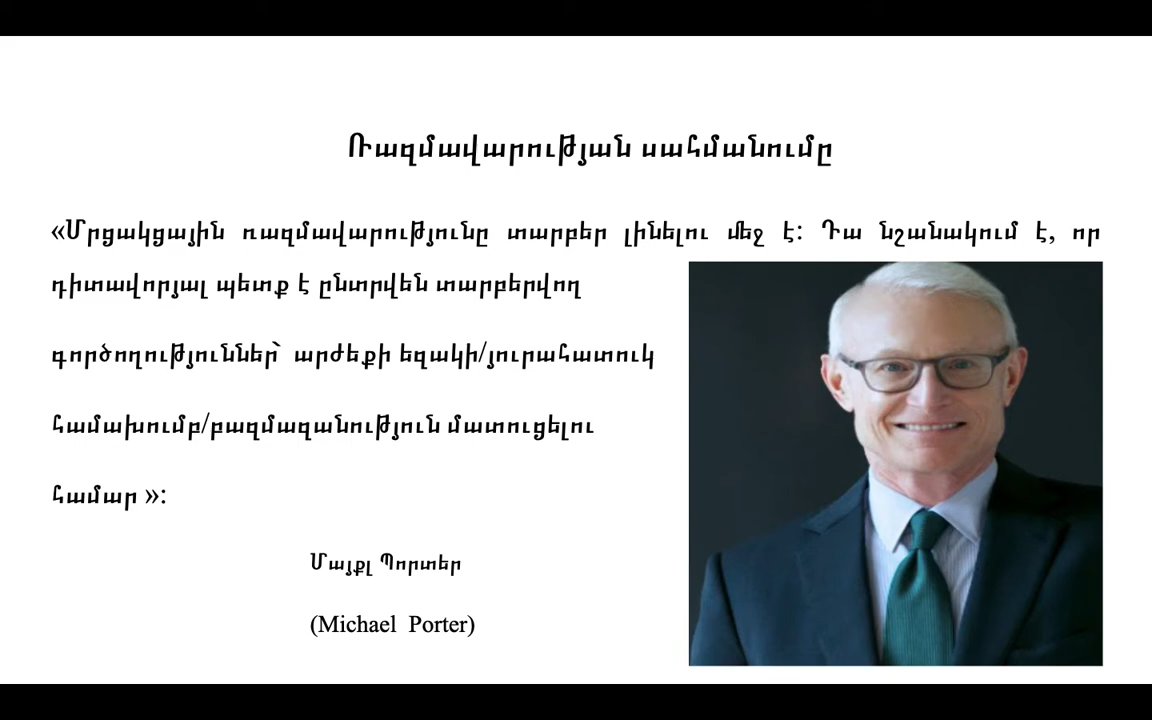 Ռազմավարության սահմանումը
«Մրցակցային ռազմավարությունը տարբեր լինելու մեջ է: Դա նշանակում է, որ
դիտավորյալ պետք է ընտրվեն տարբերվող
գործողություններ՝ արժեքի եզակի/յուրահատուկ
համախումբ/բազմազանություն մատուցելու
համար »:
Մայքլ Պորտեր
(Michael Porter)